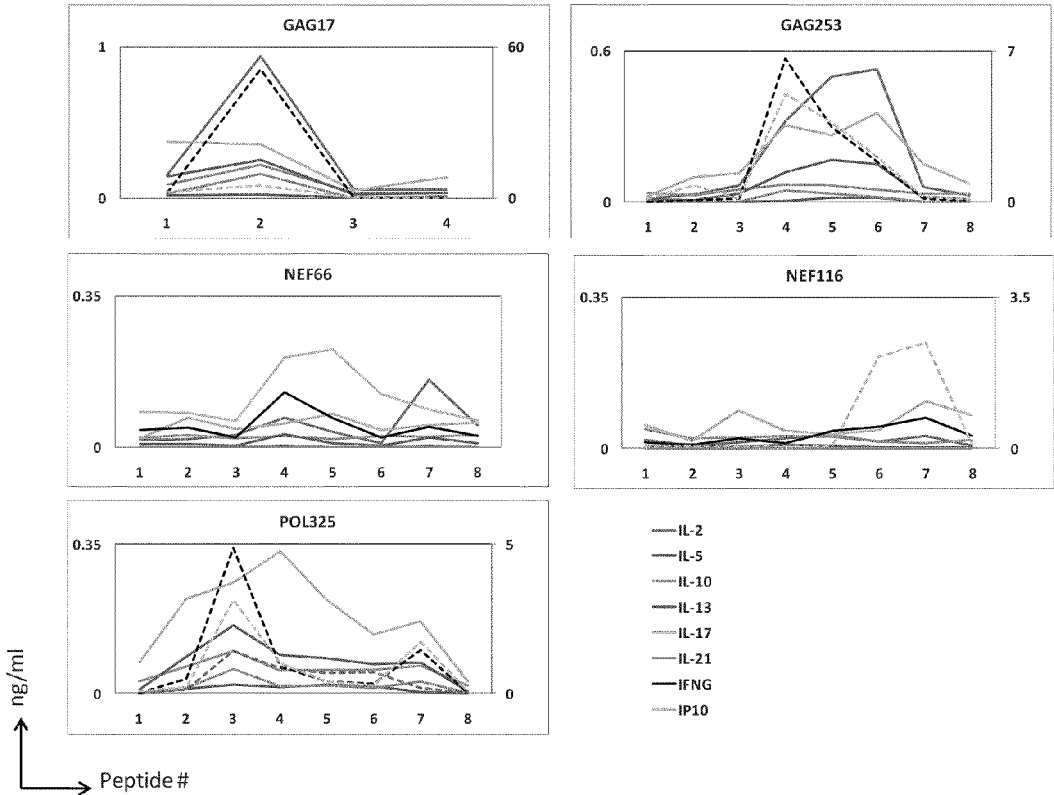 GAG17
1
60
0
0
1 2 3 4
GAG253
0.6
7
0
0
1 2 3 4 5 6 7 8
NEF66
0.35
0
1 2 3 4 5 6 7 8
NEF116
0.35
3.5
0
0
1 2 3 4 5 6 7 8
POL325
0.35
5
0
0
1 2 3 4 5 6 7 8
IL-2
IL-5
IL-10
IL-13
IL-17
IL-21
IFNG
IP10
ng/ml
Peptide #